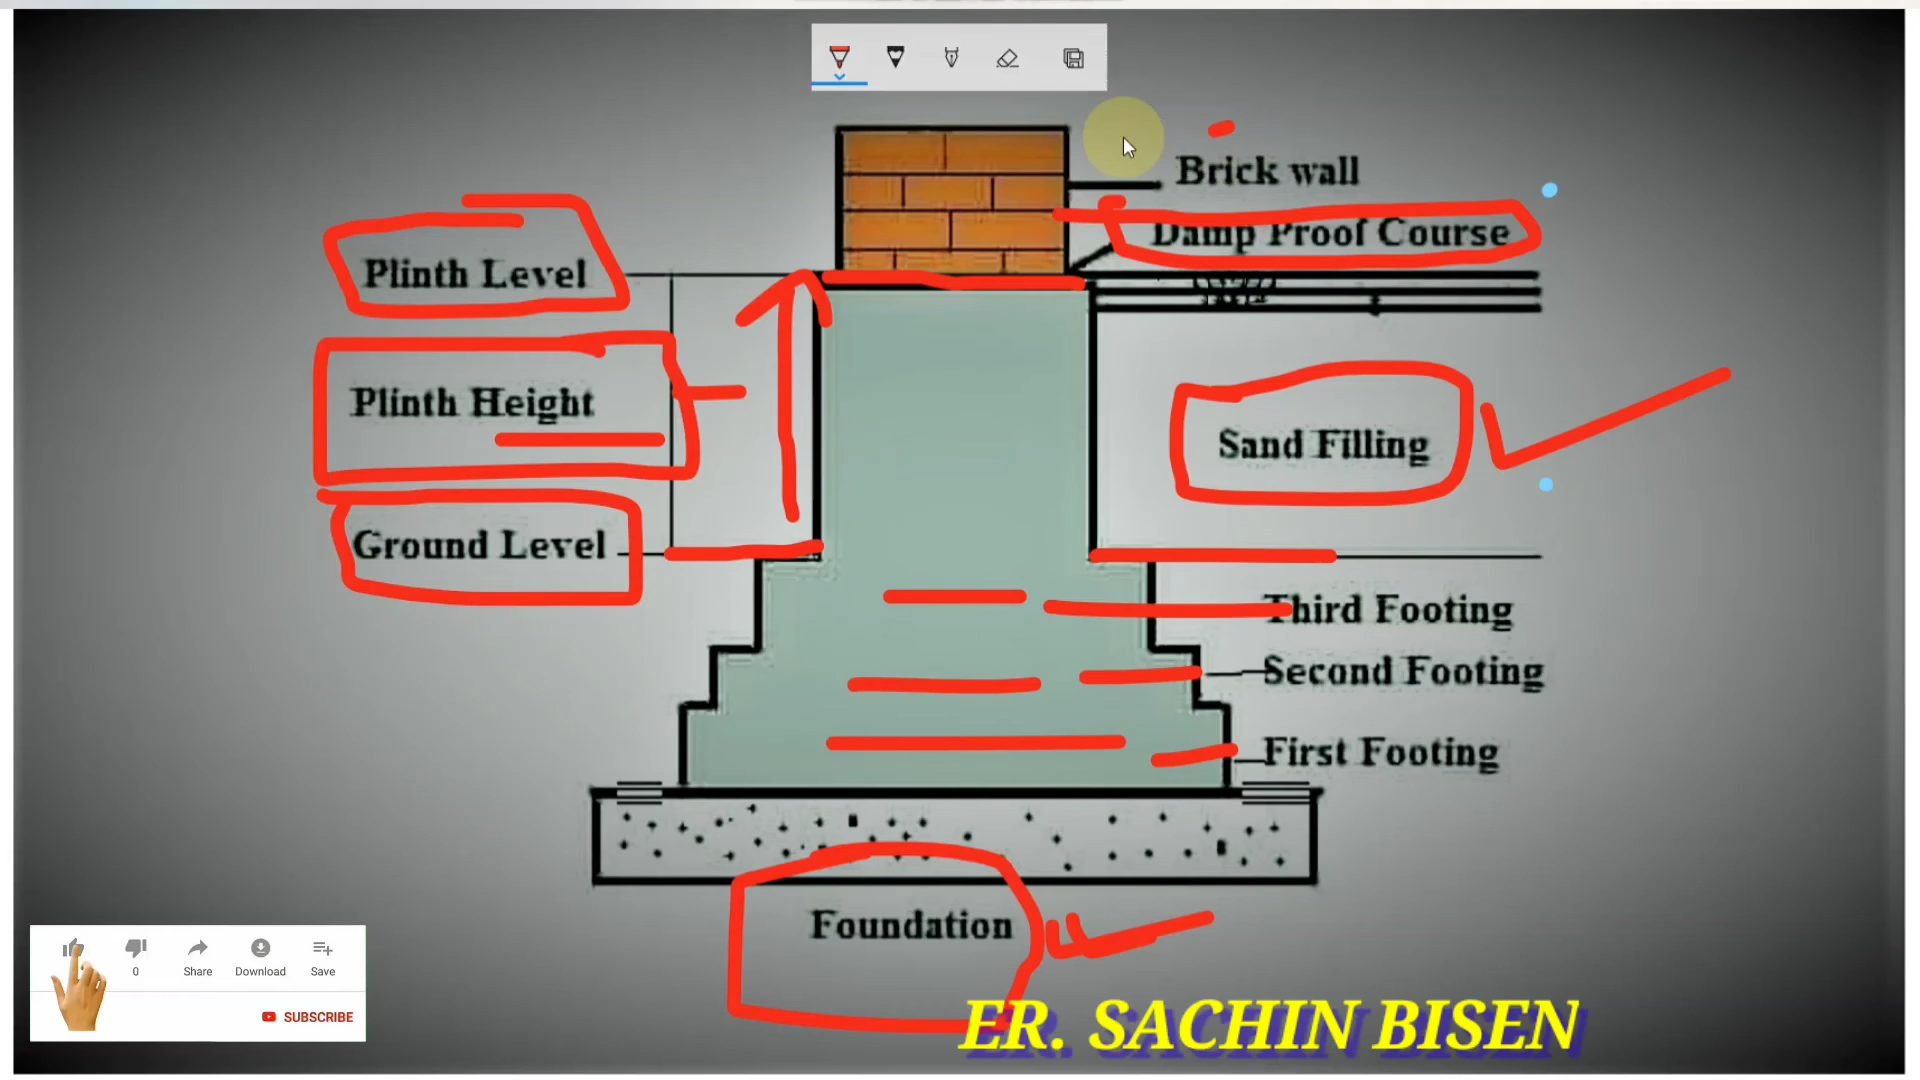 Brick wall
Damp Proof Course
Plinth Level
Plinth Height
Sand Filling
Ground Level
Third Footing
Second Footing
First Footing
Foundation
0 Share Download Save
SUBSCRIBE
ER. SACHIN BISEN